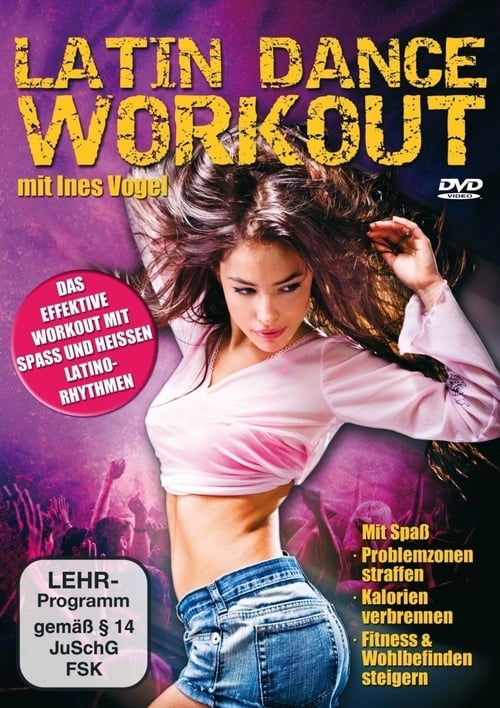 LATIN DANCE
WORKOUT
mit Ines Vogel
DVD
VIDEO
DAS
EFFEKTIVE
WORKOUT MIT
SPASS UND HEISSEN
LATINO-
RHYTHMEN
Mit Spaß
· Problemzonen
straffen
· Kalorien
verbrennen
· Fitness &
Wohlbefinden
steigern
LEHR-
Programm
gemäß § 14
JuSchG
FSK